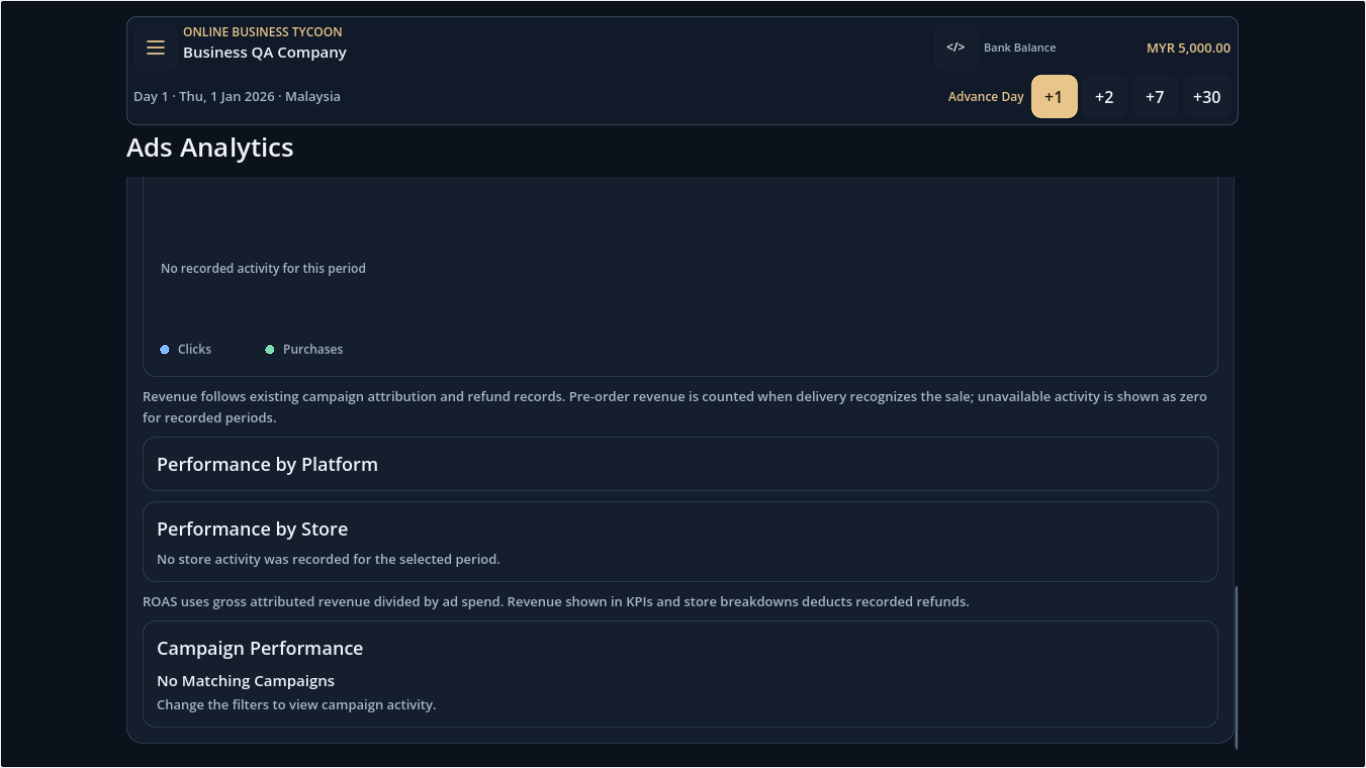 ONLINE BUSINESS TYCOON
Business QA Company
</>
Bank Balance
MYR 5,000.00
Day 1 · Thu, 1 Jan 2026 · Malaysia
Advance Day
+1
+2
+7
+30
Ads Analytics
No recorded activity for this period
Clicks
Purchases
Revenue follows existing campaign attribution and refund records. Pre-order revenue is counted when delivery recognizes the sale; unavailable activity is shown as zero
for recorded periods.
Performance by Platform
Performance by Store
No store activity was recorded for the selected period.
ROAS uses gross attributed revenue divided by ad spend. Revenue shown in KPIs and store breakdowns deducts recorded refunds.
Campaign Performance
No Matching Campaigns
Change the filters to view campaign activity.